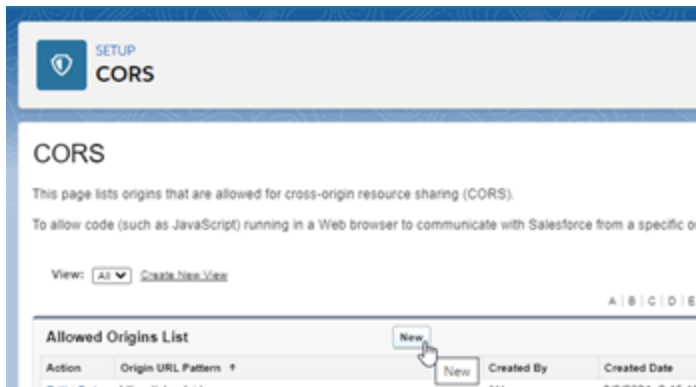 SETUP
CORS
CORS
This page lists origins that are allowed for cross-origin resource sharing (CORS).
To allow code (such as JavaScript) running in a Web browser to communicate with Salesforce from a specific
View: All Create New View
A | B | C | D | E
Allowed Origins List New
New
Action Origin URL Pattern ↑ Created By Created Date